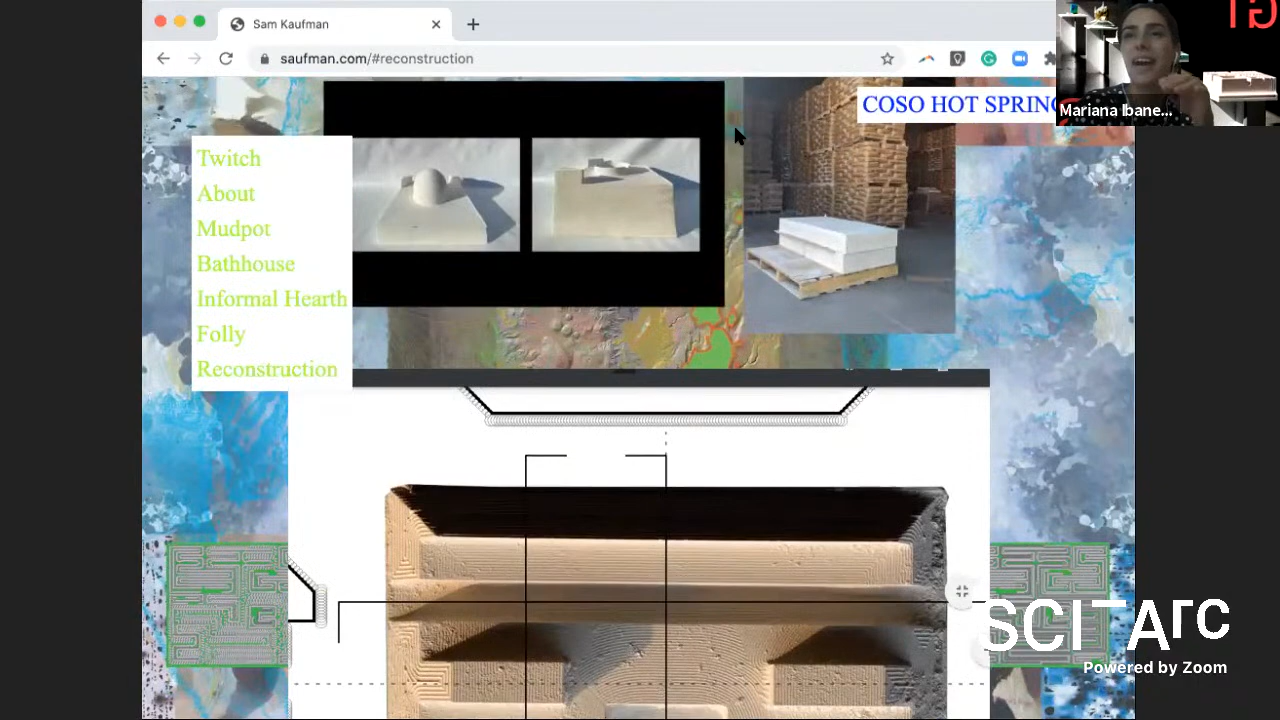 Sam Kaufman
saufman.com/#reconstruction
COSO HOT SPRING
Mariana Ibane...
Twitch
About
Mudpot
Bathhouse
Informal Hearth
Folly
Reconstruction
SCI Arc
Powered by Zoom